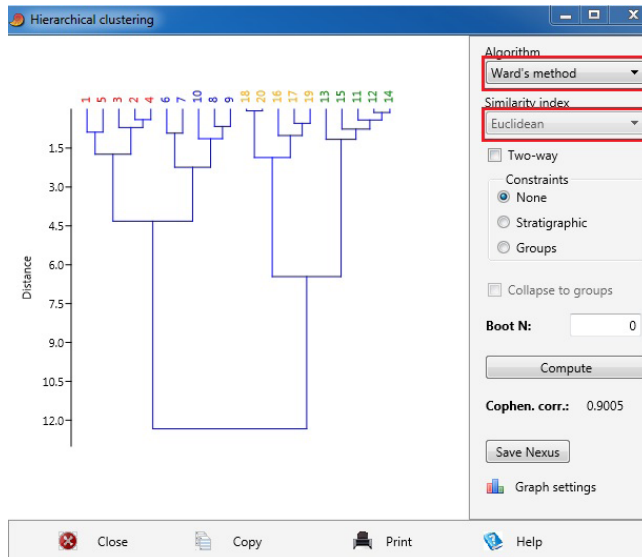 Hierarchical clustering
1 5 3 2 4 6 7 10 8 9 18 20 16 17 19 13 15 11 12 14
1.5
3.0
4.5
6.0
7.5
9.0
10.5
12.0
Distance
Algorithm
Ward's method
Similarity index
Euclidean
Two-way
Constraints
None
Stratigraphic
Groups
Collapse to groups
Boot N: 0
Compute
Cophen. corr.: 0.9005
Save Nexus
Graph settings
Close Copy Print Help